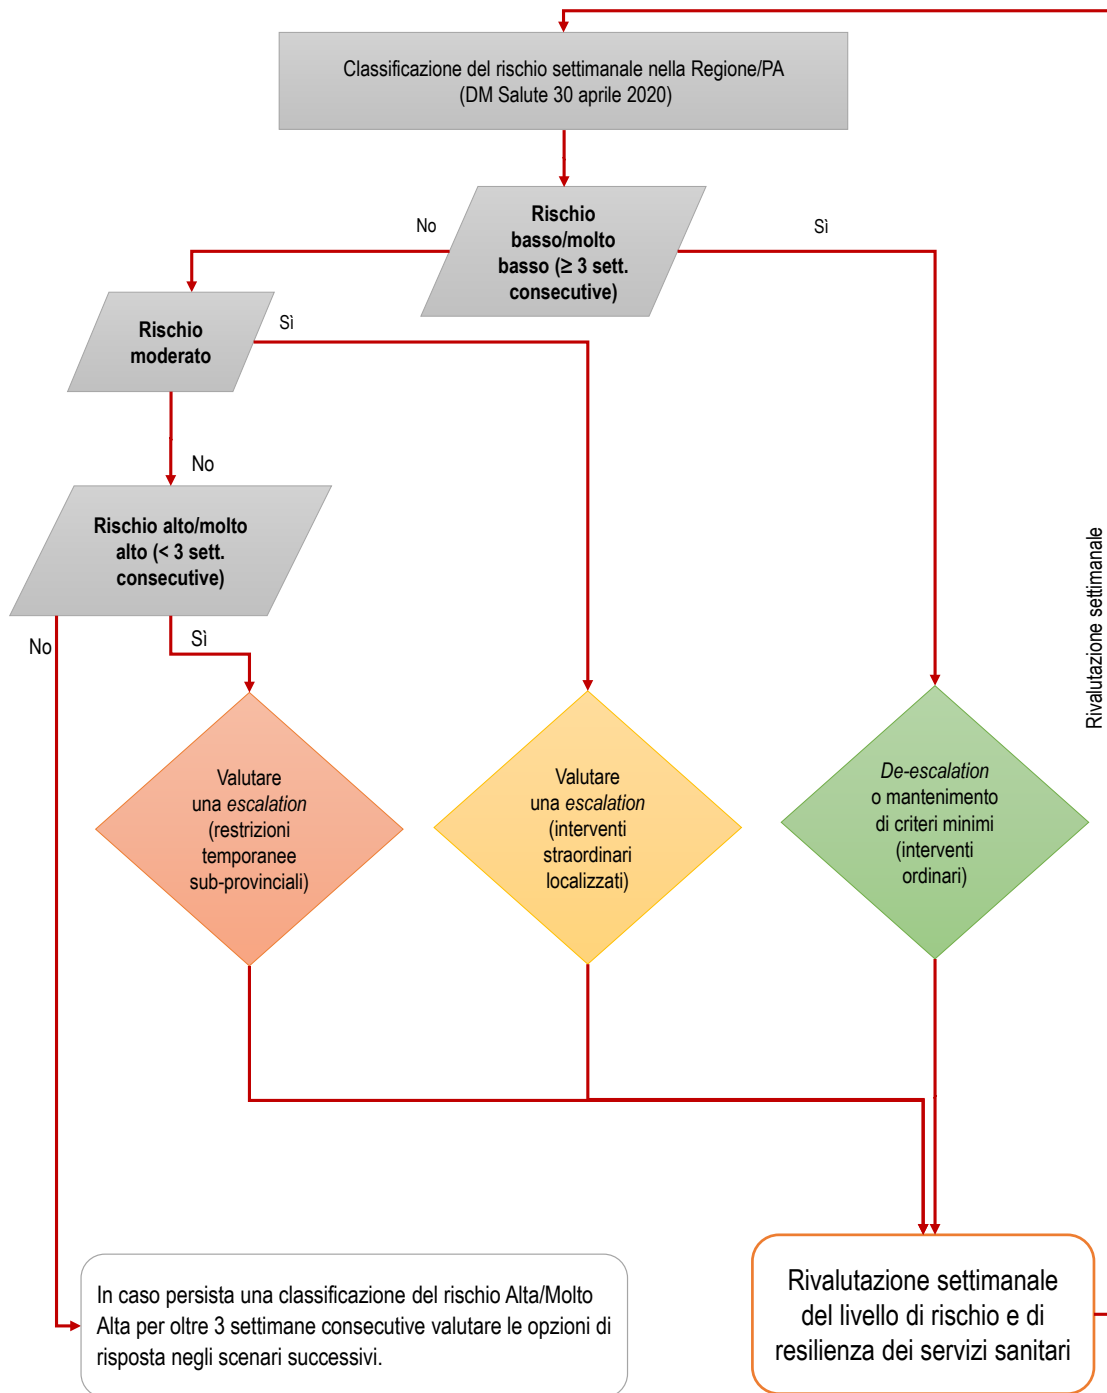 Classificazione del rischio settimanale nella Regione/PA
(DM Salute 30 aprile 2020)
Rischio
basso/molto
basso (≥ 3 sett.
consecutive)
No
Sì
Rischio
moderato
Sì
No
Rischio alto/molto
alto (< 3 sett.
consecutive)
No
Sì
Rivalutazione settimanale
Valutare
una escalation
(restrizioni
temporanee
sub-provinciali)
Valutare
una escalation
(interventi
straordinari
localizzati)
De-escalation
o mantenimento
di criteri minimi
(interventi
ordinari)
In caso persista una classificazione del rischio Alta/Molto
Alta per oltre 3 settimane consecutive valutare le opzioni di
risposta negli scenari successivi.
Rivalutazione settimanale
del livello di rischio e di
resilienza dei servizi sanitari